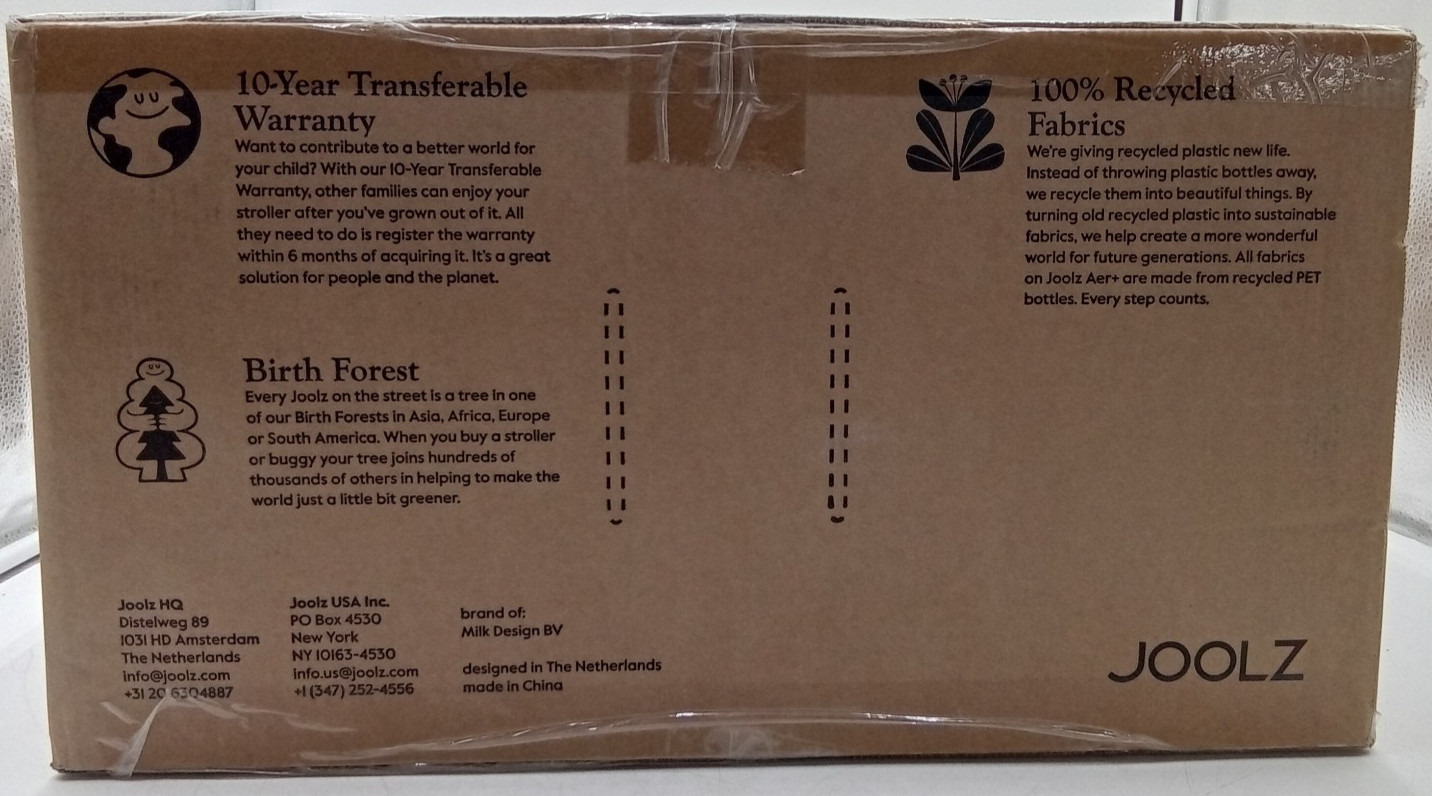 10-Year Transferable
Warranty
Want to contribute to a better world for
your child? With our 10-Year Transferable
Warranty, other families can enjoy your
stroller after you've grown out of it. All
they need to do is register the warranty
within 6 months of acquiring it. It's a great
solution for people and the planet.
Birth Forest
Every Joolz on the street is a tree in one
of our Birth Forests in Asia, Africa, Europe
or South America. When you buy a stroller
or buggy your tree joins hundreds of
thousands of others in helping to make the
world just a little bit greener.
100% Recycled
Fabrics
We're giving recycled plastic new life.
Instead of throwing plastic bottles away,
we recycle them into beautiful things. By
turning old recycled plastic into sustainable
fabrics, we help create a more wonderful
world for future generations. All fabrics
on Joolz Aer+ are made from recycled PET
bottles. Every step counts.
Joolz HQ
Distelweg 89
1031 HD Amsterdam
The Netherlands
info@joolz.com
+31 20 6304887
Joolz USA Inc.
PO Box 4530
New York
NY 10163-4530
info.us@joolz.com
+1 (347) 252-4556
brand of:
Milk Design BV
designed in The Netherlands
made in China
JOOLZ